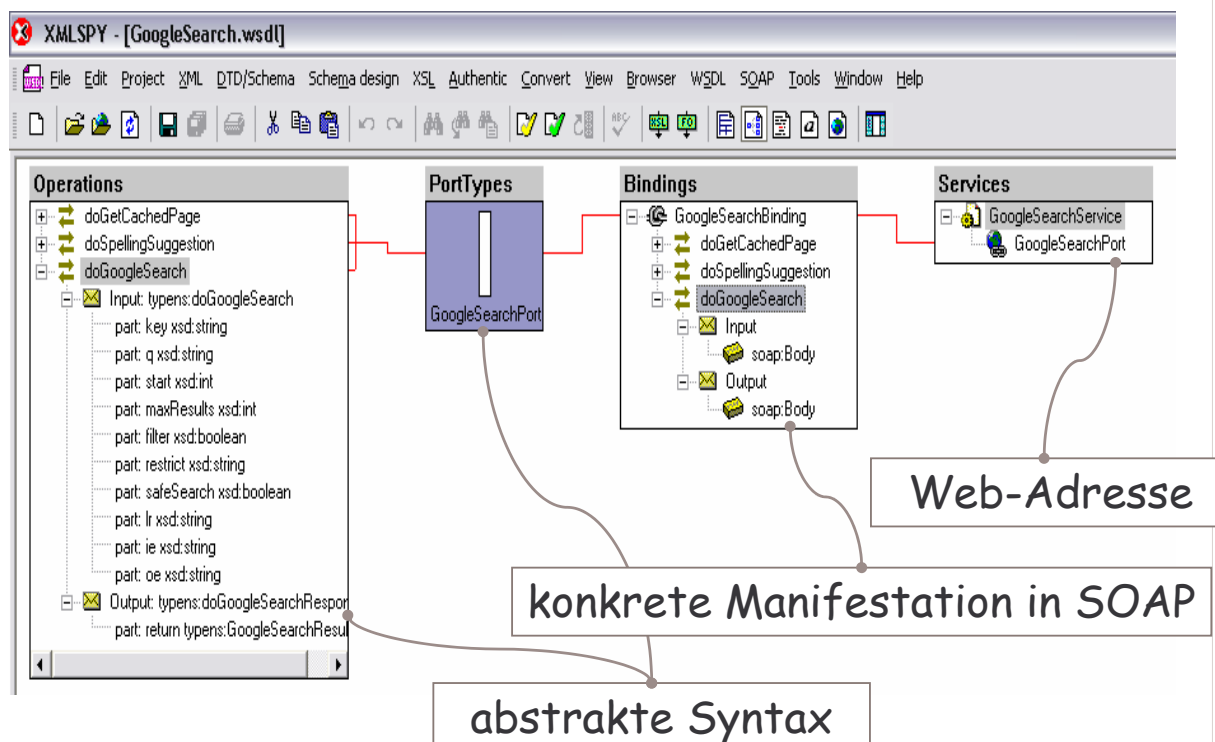 XMLSPY - [GoogleSearch.wsdl]
File Edit Project XML DTD/Schema Schema design XSL Authentic Convert View Browser WSDL SOAP Tools Window Help
Operations
doGetCachedPage
doSpellingSuggestion
doGoogleSearch
Input: typens:doGoogleSearch
part: key xsd:string
part: q xsd:string
part: start xsd:int
part: maxResults xsd:int
part: filter xsd:boolean
part: restrict xsd:string
part: safeSearch xsd:boolean
part: lr xsd:string
part: ie xsd:string
part: oe xsd:string
Output: typens:doGoogleSearchRespon
part: return typens:GoogleSearchResul
PortTypes
GoogleSearchPort
Bindings
GoogleSearchBinding
doGetCachedPage
doSpellingSuggestion
doGoogleSearch
Input
soap:Body
Output
soap:Body
Services
GoogleSearchService
GoogleSearchPort
Web-Adresse
konkrete Manifestation in SOAP
abstrakte Syntax